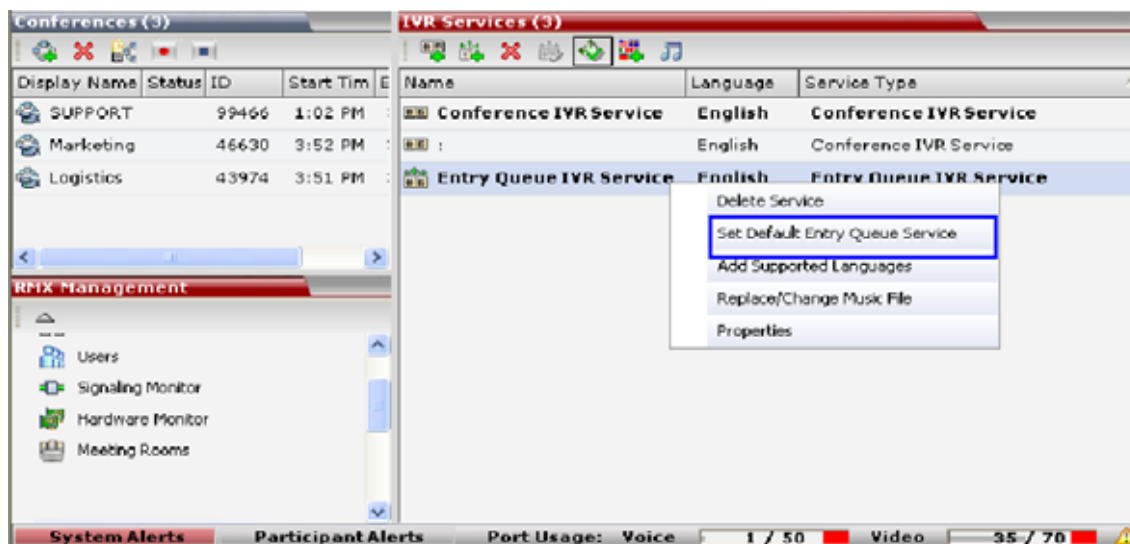 Conferences (3)
Display Name Status ID Start Tim E
SUPPORT 99466 1:02 PM
Marketing 46630 3:52 PM
Logistics 43974 3:51 PM
RMX Management
Users
Signaling Monitor
Hardware Monitor
Meeting Rooms
IVR Services (3)
Name Language Service Type
Conference IVR Service English Conference IVR Service
: English Conference IVR Service
Entry Queue IVR Service English Entry Queue IVR Service
Delete Service
Set Default Entry Queue Service
Add Supported Languages
Replace/Change Music File
Properties
System Alerts Participant Alerts Port Usage: Voice 1 / 50 Video 35 / 70